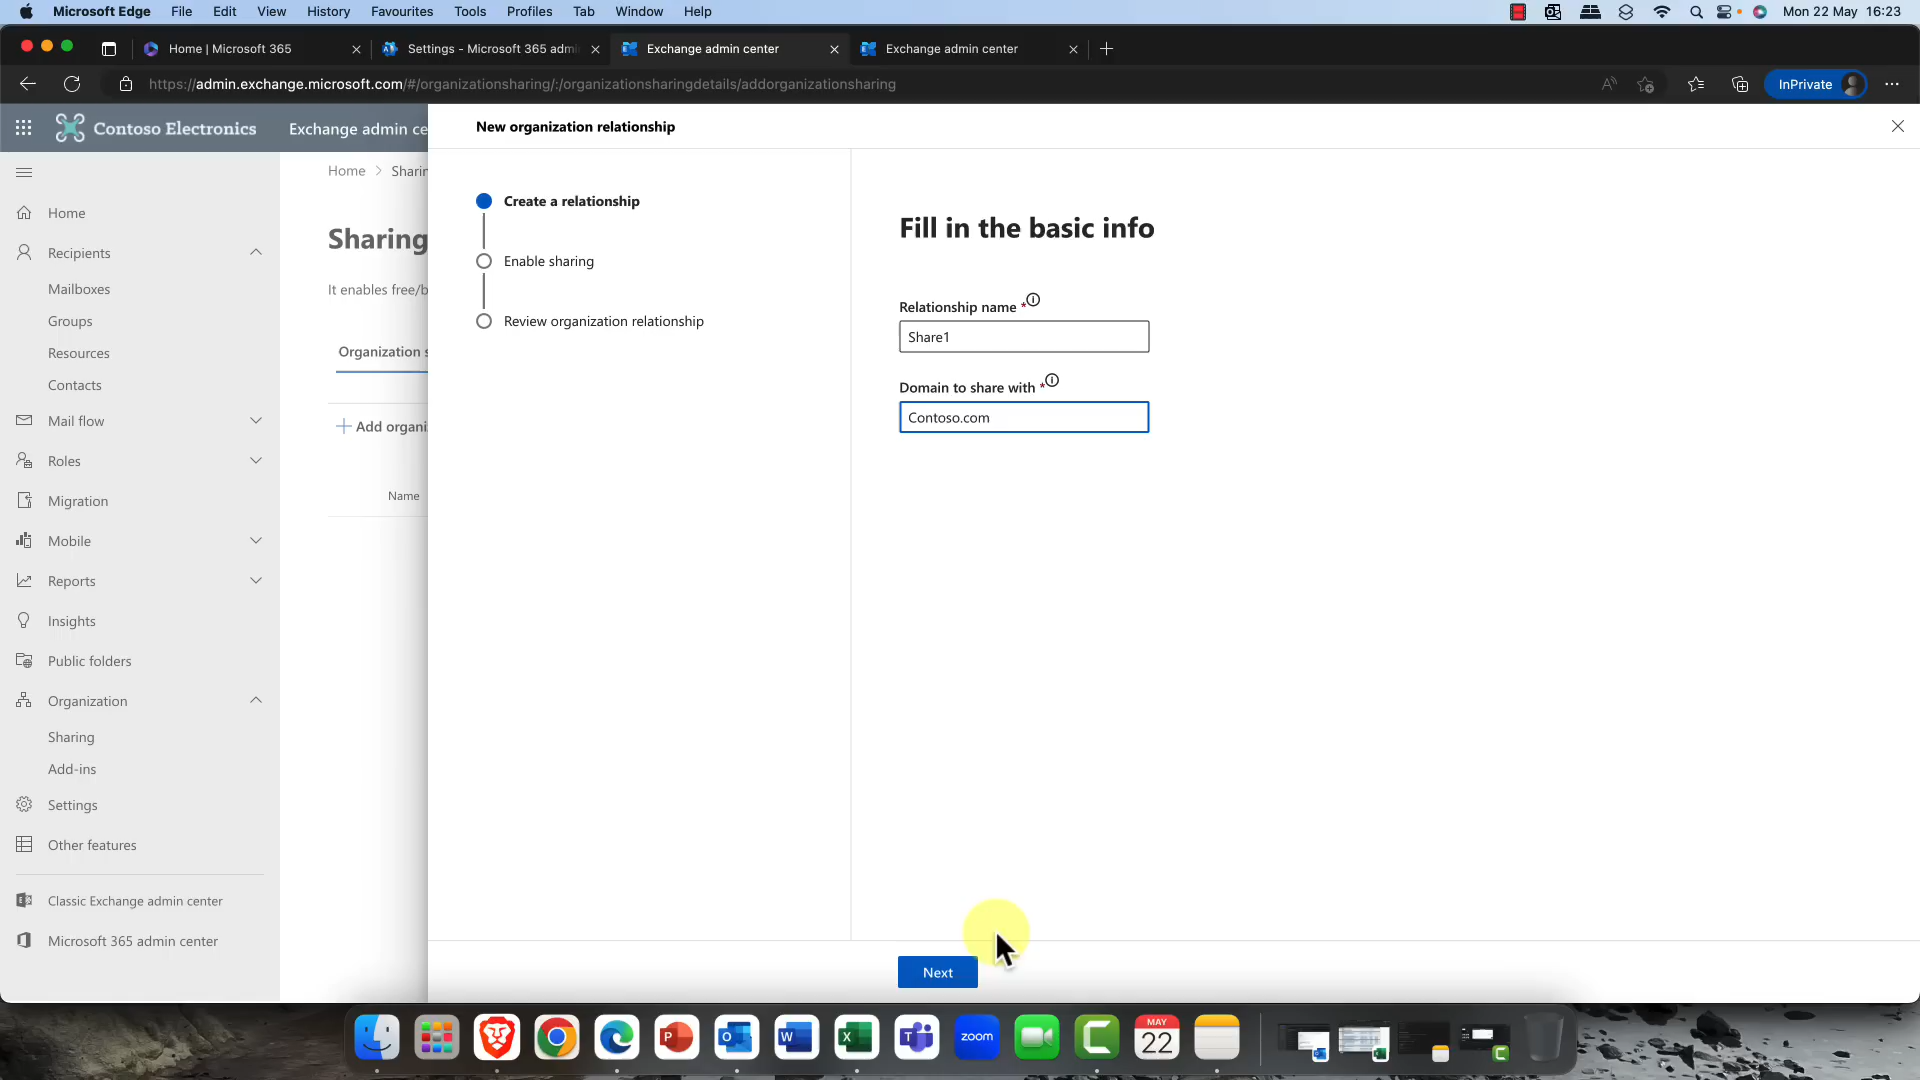 Microsoft Edge File Edit View History Favourites Tools Profiles Tab Window Help Mon 22 May 16:23
Home | Microsoft 365 Settings - Microsoft 365 admi Exchange admin center Exchange admin center
https://admin.exchange.microsoft.com/#/organizationsharing/:/organizationsharingdetails/addorganizationsharing InPrivate
Contoso Electronics Exchange admin ce
New organization relationship
Home > Sharin
Home
Recipients
Mailboxes
Groups
Resources
Contacts
Mail flow
Roles
Migration
Mobile
Reports
Insights
Public folders
Organization
Sharing
Add-ins
Settings
Other features
Classic Exchange admin center
Microsoft 365 admin center
Sharing
It enables free/b
Organization s
Add organi
Name
Create a relationship
Enable sharing
Review organization relationship
Fill in the basic info
Relationship name *
Share1
Domain to share with *
Contoso.com
Next
zoom
MAY
22